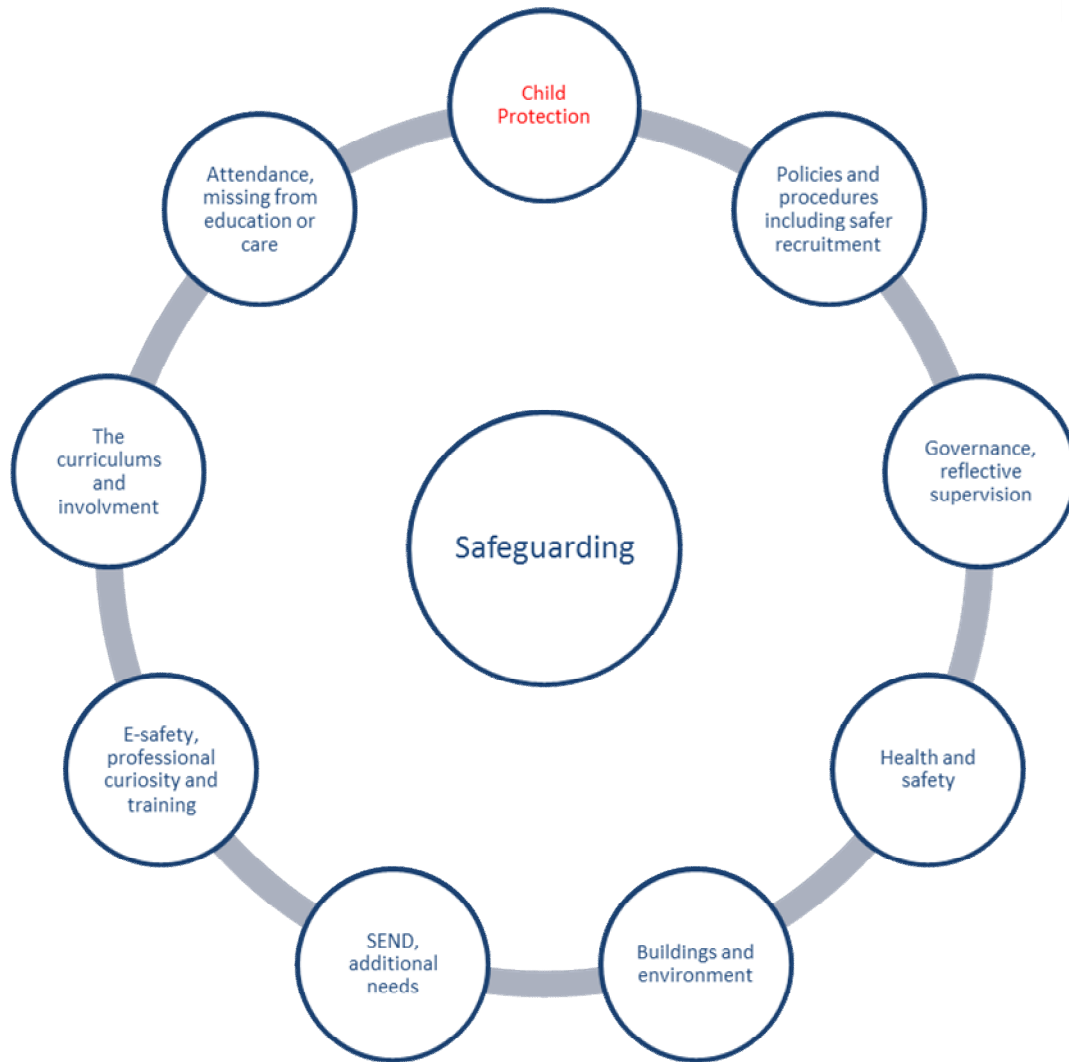 Child
Protection
Policies and
procedures
including safer
recruitment
Governance,
reflective
supervision
Health and
safety
Buildings and
environment
SEND,
additional
needs
E-safety,
professional
curiosity and
training
The
curriculums
and
involvment
Attendance,
missing from
education or
care
Safeguarding